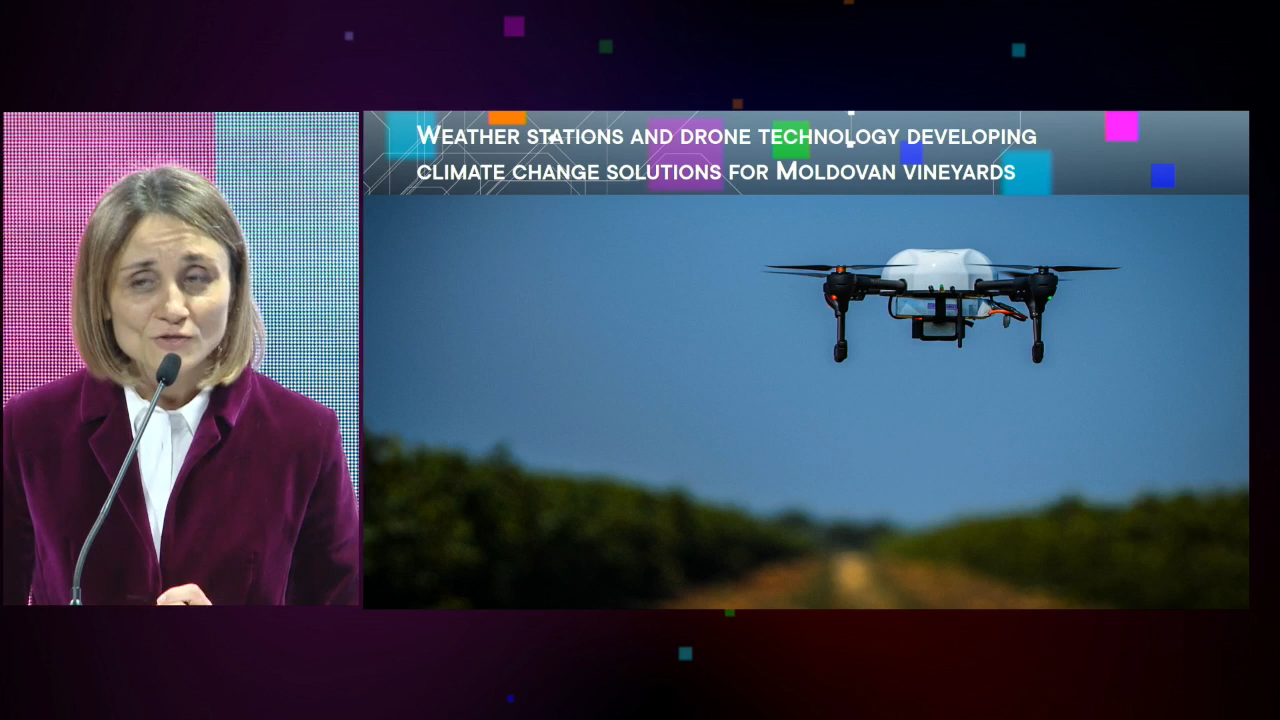 Weather stations and drone technology developing
climate change solutions for Moldovan vineyards